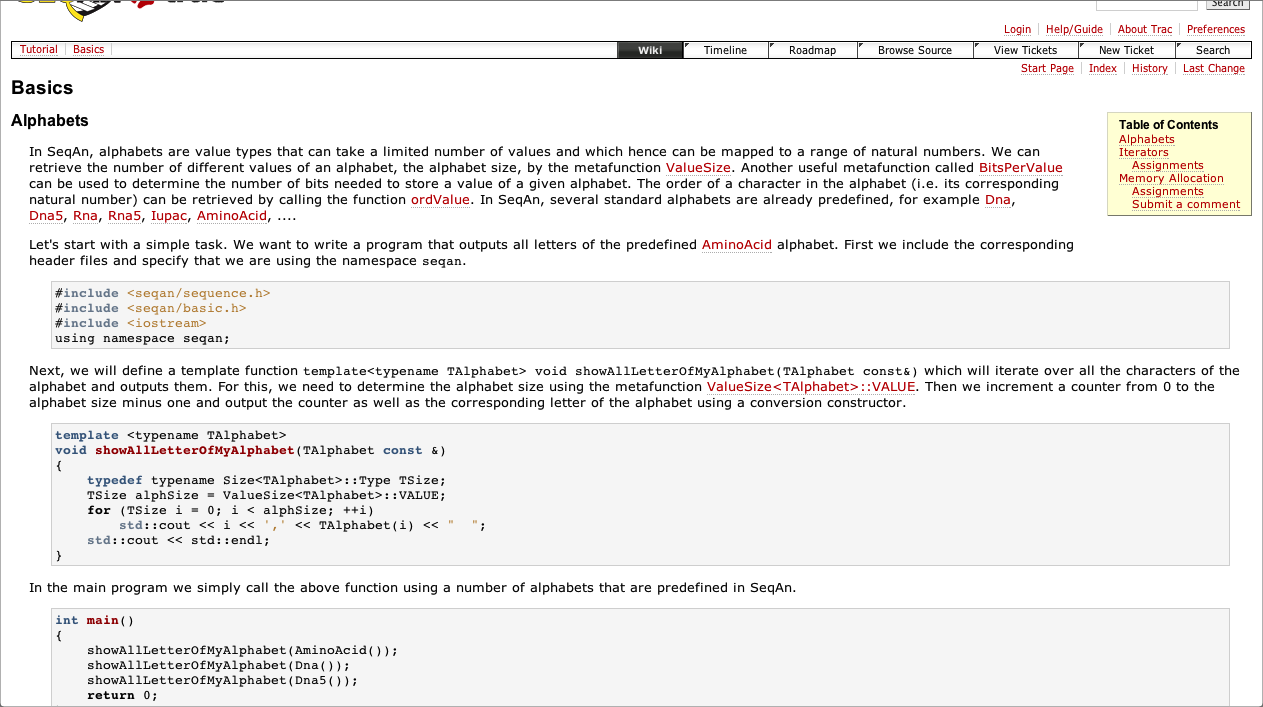 Search
Login Help/Guide About Trac Preferences
Tutorial Basics
Wiki Timeline Roadmap Browse Source View Tickets New Ticket Search
Start Page Index History Last Change
Basics
Alphabets
Table of Contents
Alphabets
Iterators
Assignments
Memory Allocation
Assignments
Submit a comment
In SeqAn, alphabets are value types that can take a limited number of values and which hence can be mapped to a range of natural numbers. We can
retrieve the number of different values of an alphabet, the alphabet size, by the metafunction ValueSize. Another useful metafunction called BitsPerValue
can be used to determine the number of bits needed to store a value of a given alphabet. The order of a character in the alphabet (i.e. its corresponding
natural number) can be retrieved by calling the function ordValue. In SeqAn, several standard alphabets are already predefined, for example Dna,
Dna5, Rna, Rna5, Iupac, AminoAcid, ....
Let's start with a simple task. We want to write a program that outputs all letters of the predefined AminoAcid alphabet. First we include the corresponding
header files and specify that we are using the namespace seqan.
#include <seqan/sequence.h>
#include <seqan/basic.h>
#include <iostream>
using namespace seqan;
Next, we will define a template function template<typename TAlphabet> void showAllLetterOfMyAlphabet(TAlphabet const&) which will iterate over all the characters of the
alphabet and outputs them. For this, we need to determine the alphabet size using the metafunction ValueSize<TAlphabet>::VALUE. Then we increment a counter from 0 to the
alphabet size minus one and output the counter as well as the corresponding letter of the alphabet using a conversion constructor.
template <typename TAlphabet>
void showAllLetterOfMyAlphabet(TAlphabet const &)
{
    typedef typename Size<TAlphabet>::Type TSize;
    TSize alphSize = ValueSize<TAlphabet>::VALUE;
    for (TSize i = 0; i < alphSize; ++i)
        std::cout << i << ',' << TAlphabet(i) << "  ";
    std::cout << std::endl;
}
In the main program we simply call the above function using a number of alphabets that are predefined in SeqAn.
int main()
{
    showAllLetterOfMyAlphabet(AminoAcid());
    showAllLetterOfMyAlphabet(Dna());
    showAllLetterOfMyAlphabet(Dna5());
    return 0;